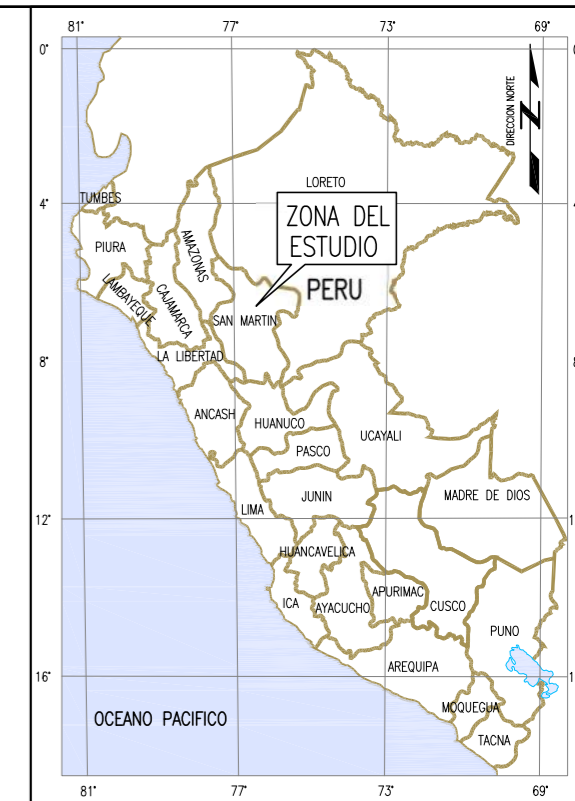 81°
77°
73°
69°
0°
DIRECCION NORTE
N
LORETO
TUMBES
4°
ZONA DEL
ESTUDIO
PIURA
AMAZONAS
PERU
LAMBAYEQUE
CAJAMARCA
SAN MARTIN
LA LIBERTAD
8°
ANCASH
HUANUCO
UCAYALI
PASCO
JUNIN
MADRE DE DIOS
LIMA
12°
HUANCAVELICA
APURIMAC
ICA
AYACUCHO
CUSCO
PUNO
AREQUIPA
16°
MOQUEGUA
OCEANO PACIFICO
TACNA
81°
77°
73°
69°